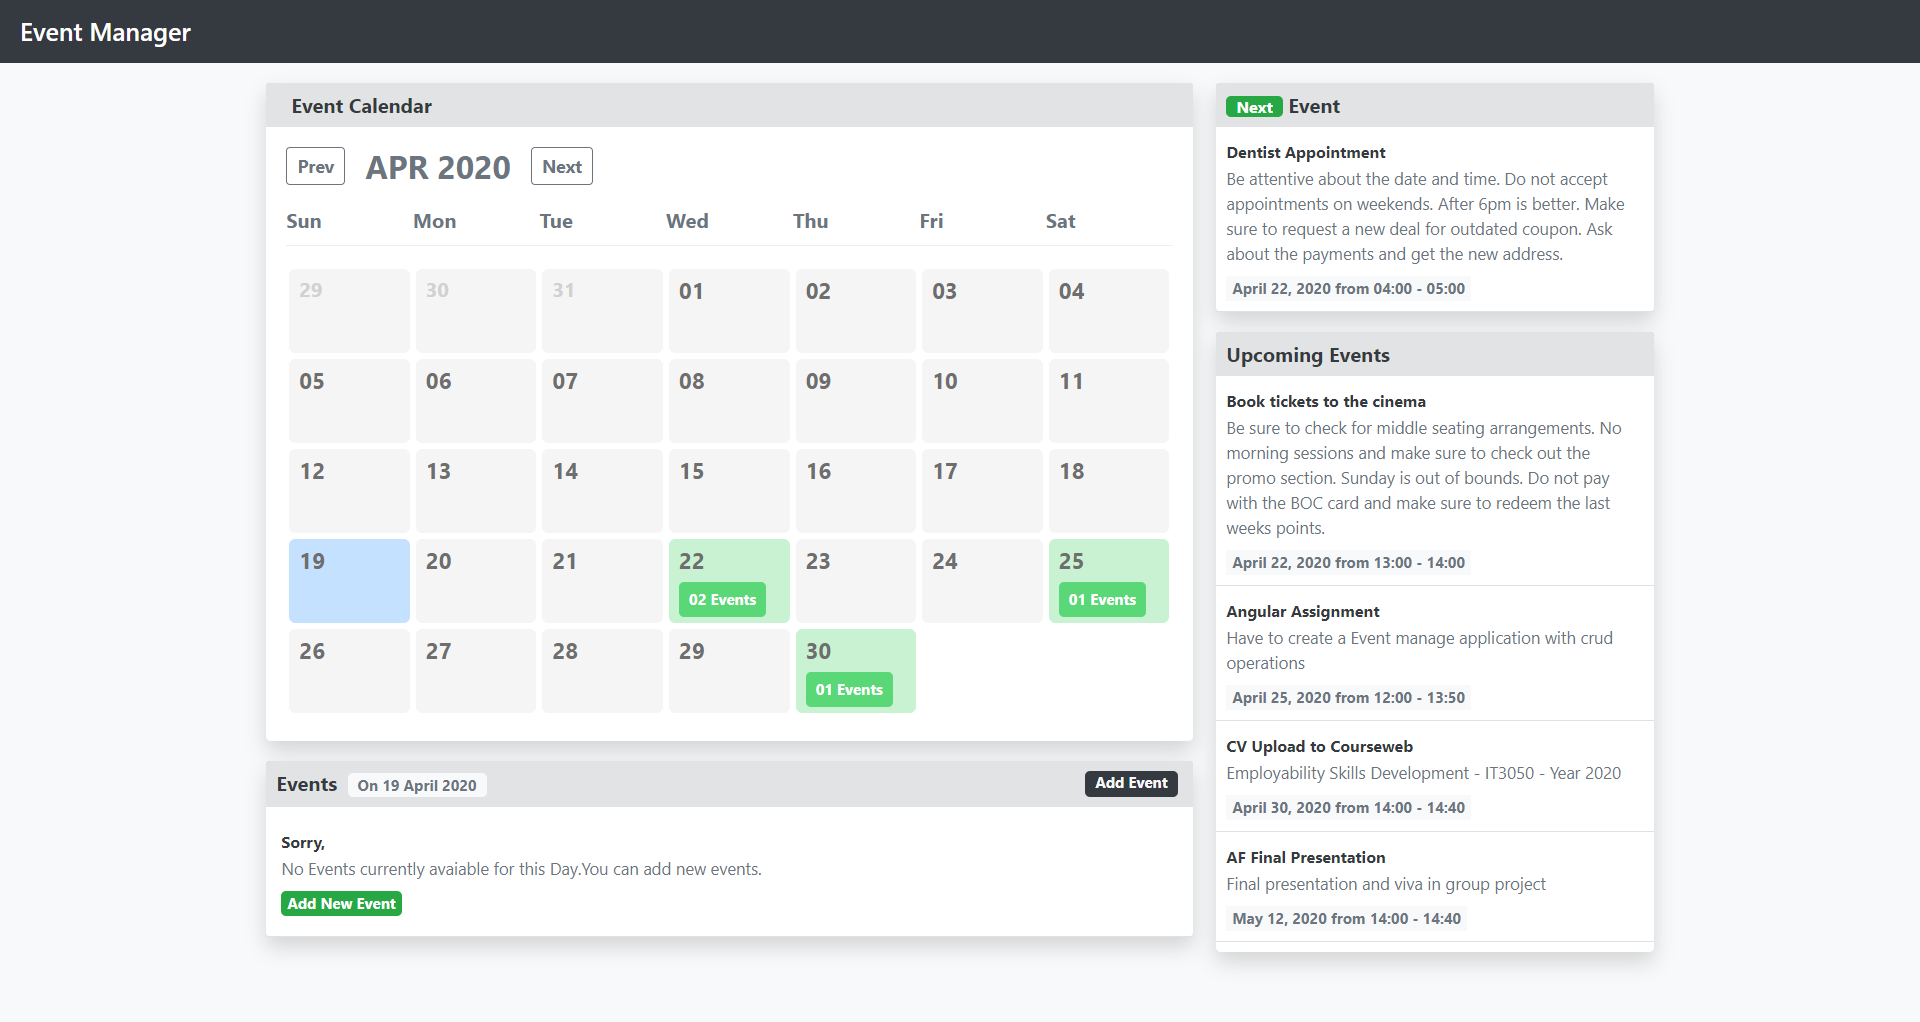 Event Manager
Event Calendar
Prev APR 2020 Next
Sun Mon Tue Wed Thu Fri Sat
29 30 31 01 02 03 04
05 06 07 08 09 10 11
12 13 14 15 16 17 18
19 20 21 22 23 24 25
02 Events 01 Events
26 27 28 29 30
01 Events
Events On 19 April 2020 Add Event
Sorry,
No Events currently avaiable for this Day.You can add new events.
Add New Event
Next Event
Dentist Appointment
Be attentive about the date and time. Do not accept
appointments on weekends. After 6pm is better. Make
sure to request a new deal for outdated coupon. Ask
about the payments and get the new address.
April 22, 2020 from 04:00 - 05:00
Upcoming Events
Book tickets to the cinema
Be sure to check for middle seating arrangements. No
morning sessions and make sure to check out the
promo section. Sunday is out of bounds. Do not pay
with the BOC card and make sure to redeem the last
weeks points.
April 22, 2020 from 13:00 - 14:00
Angular Assignment
Have to create a Event manage application with crud
operations
April 25, 2020 from 12:00 - 13:50
CV Upload to Courseweb
Employability Skills Development - IT3050 - Year 2020
April 30, 2020 from 14:00 - 14:40
AF Final Presentation
Final presentation and viva in group project
May 12, 2020 from 14:00 - 14:40